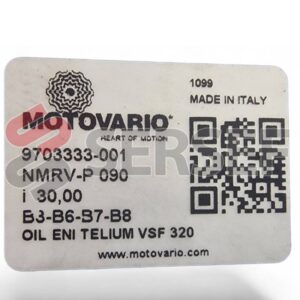 1099
MADE IN ITALY
MOTOVARIO®
HEART OF MOTION
9703333-001
NMRV-P 090
i 30,00
B3-B6-B7-B8
OIL ENI TELIUM VSF 320
www.motovario.com